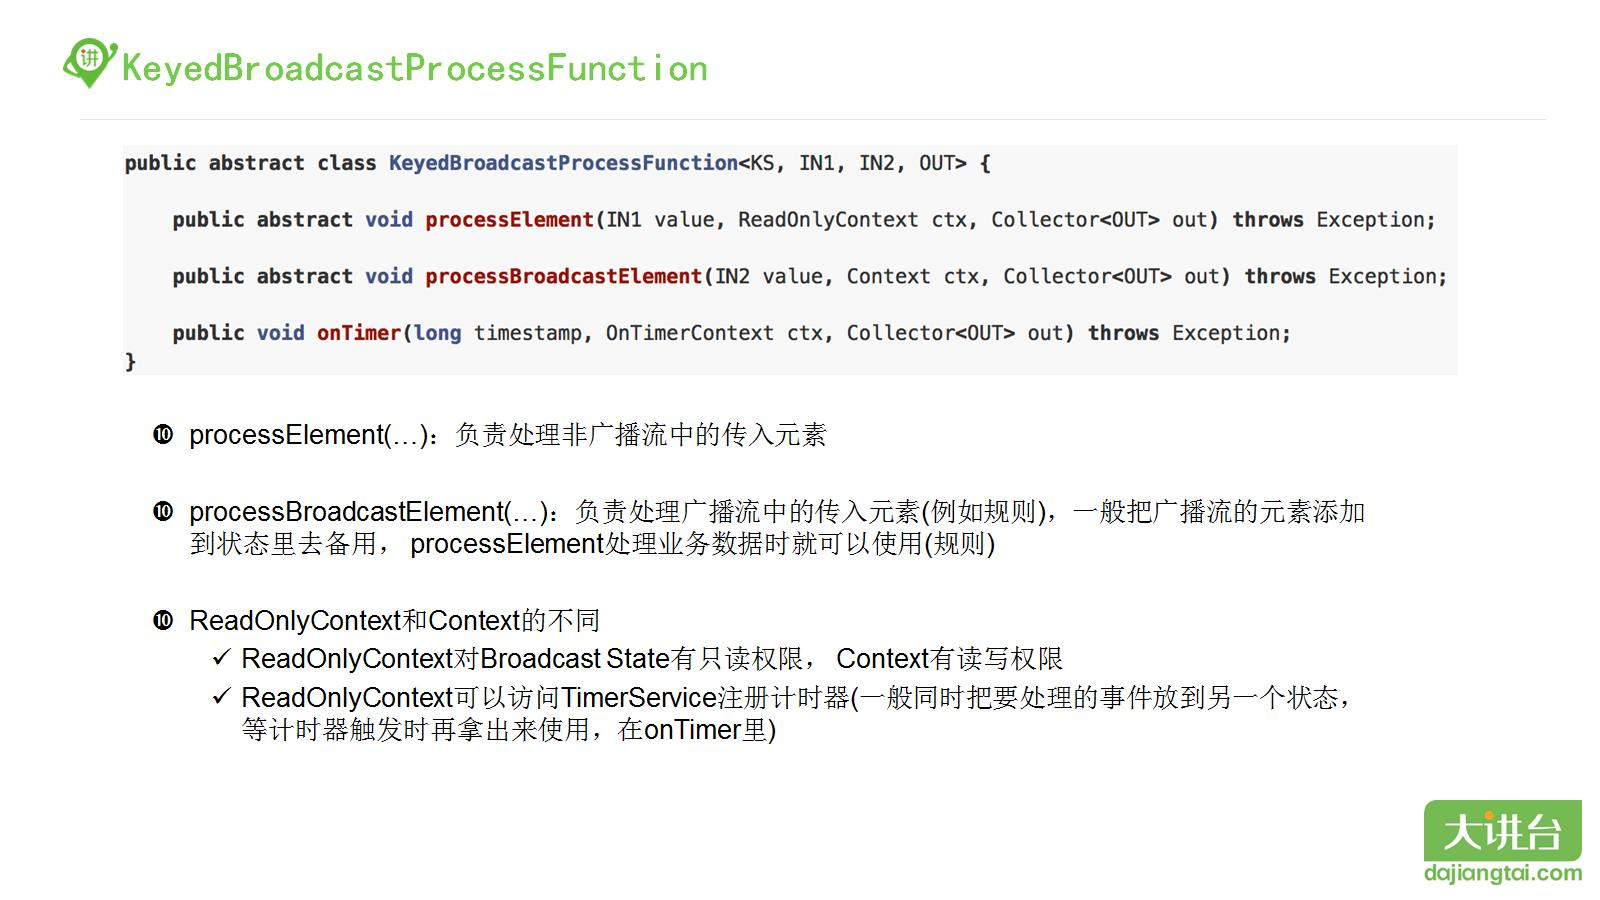 讲
KeyedBroadcastProcessFunction
public abstract class KeyedBroadcastProcessFunction<KS, IN1, IN2, OUT> {
public abstract void processElement(IN1 value, ReadOnlyContext ctx, Collector<OUT> out) throws Exception;
public abstract void processBroadcastElement(IN2 value, Context ctx, Collector<OUT> out) throws Exception;
public void onTimer(long timestamp, OnTimerContext ctx, Collector<OUT> out) throws Exception;
}
❿ processElement(…)：负责处理非广播流中的传入元素
❿ processBroadcastElement(…)：负责处理广播流中的传入元素(例如规则)，一般把广播流的元素添加
到状态里去备用， processElement处理业务数据时就可以使用(规则)
❿ ReadOnlyContext和Context的不同
✓ ReadOnlyContext对Broadcast State有只读权限， Context有读写权限
✓ ReadOnlyContext可以访问TimerService注册计时器(一般同时把要处理的事件放到另一个状态，
等计时器触发时再拿出来使用，在onTimer里)
大讲台
dajiangtai.com